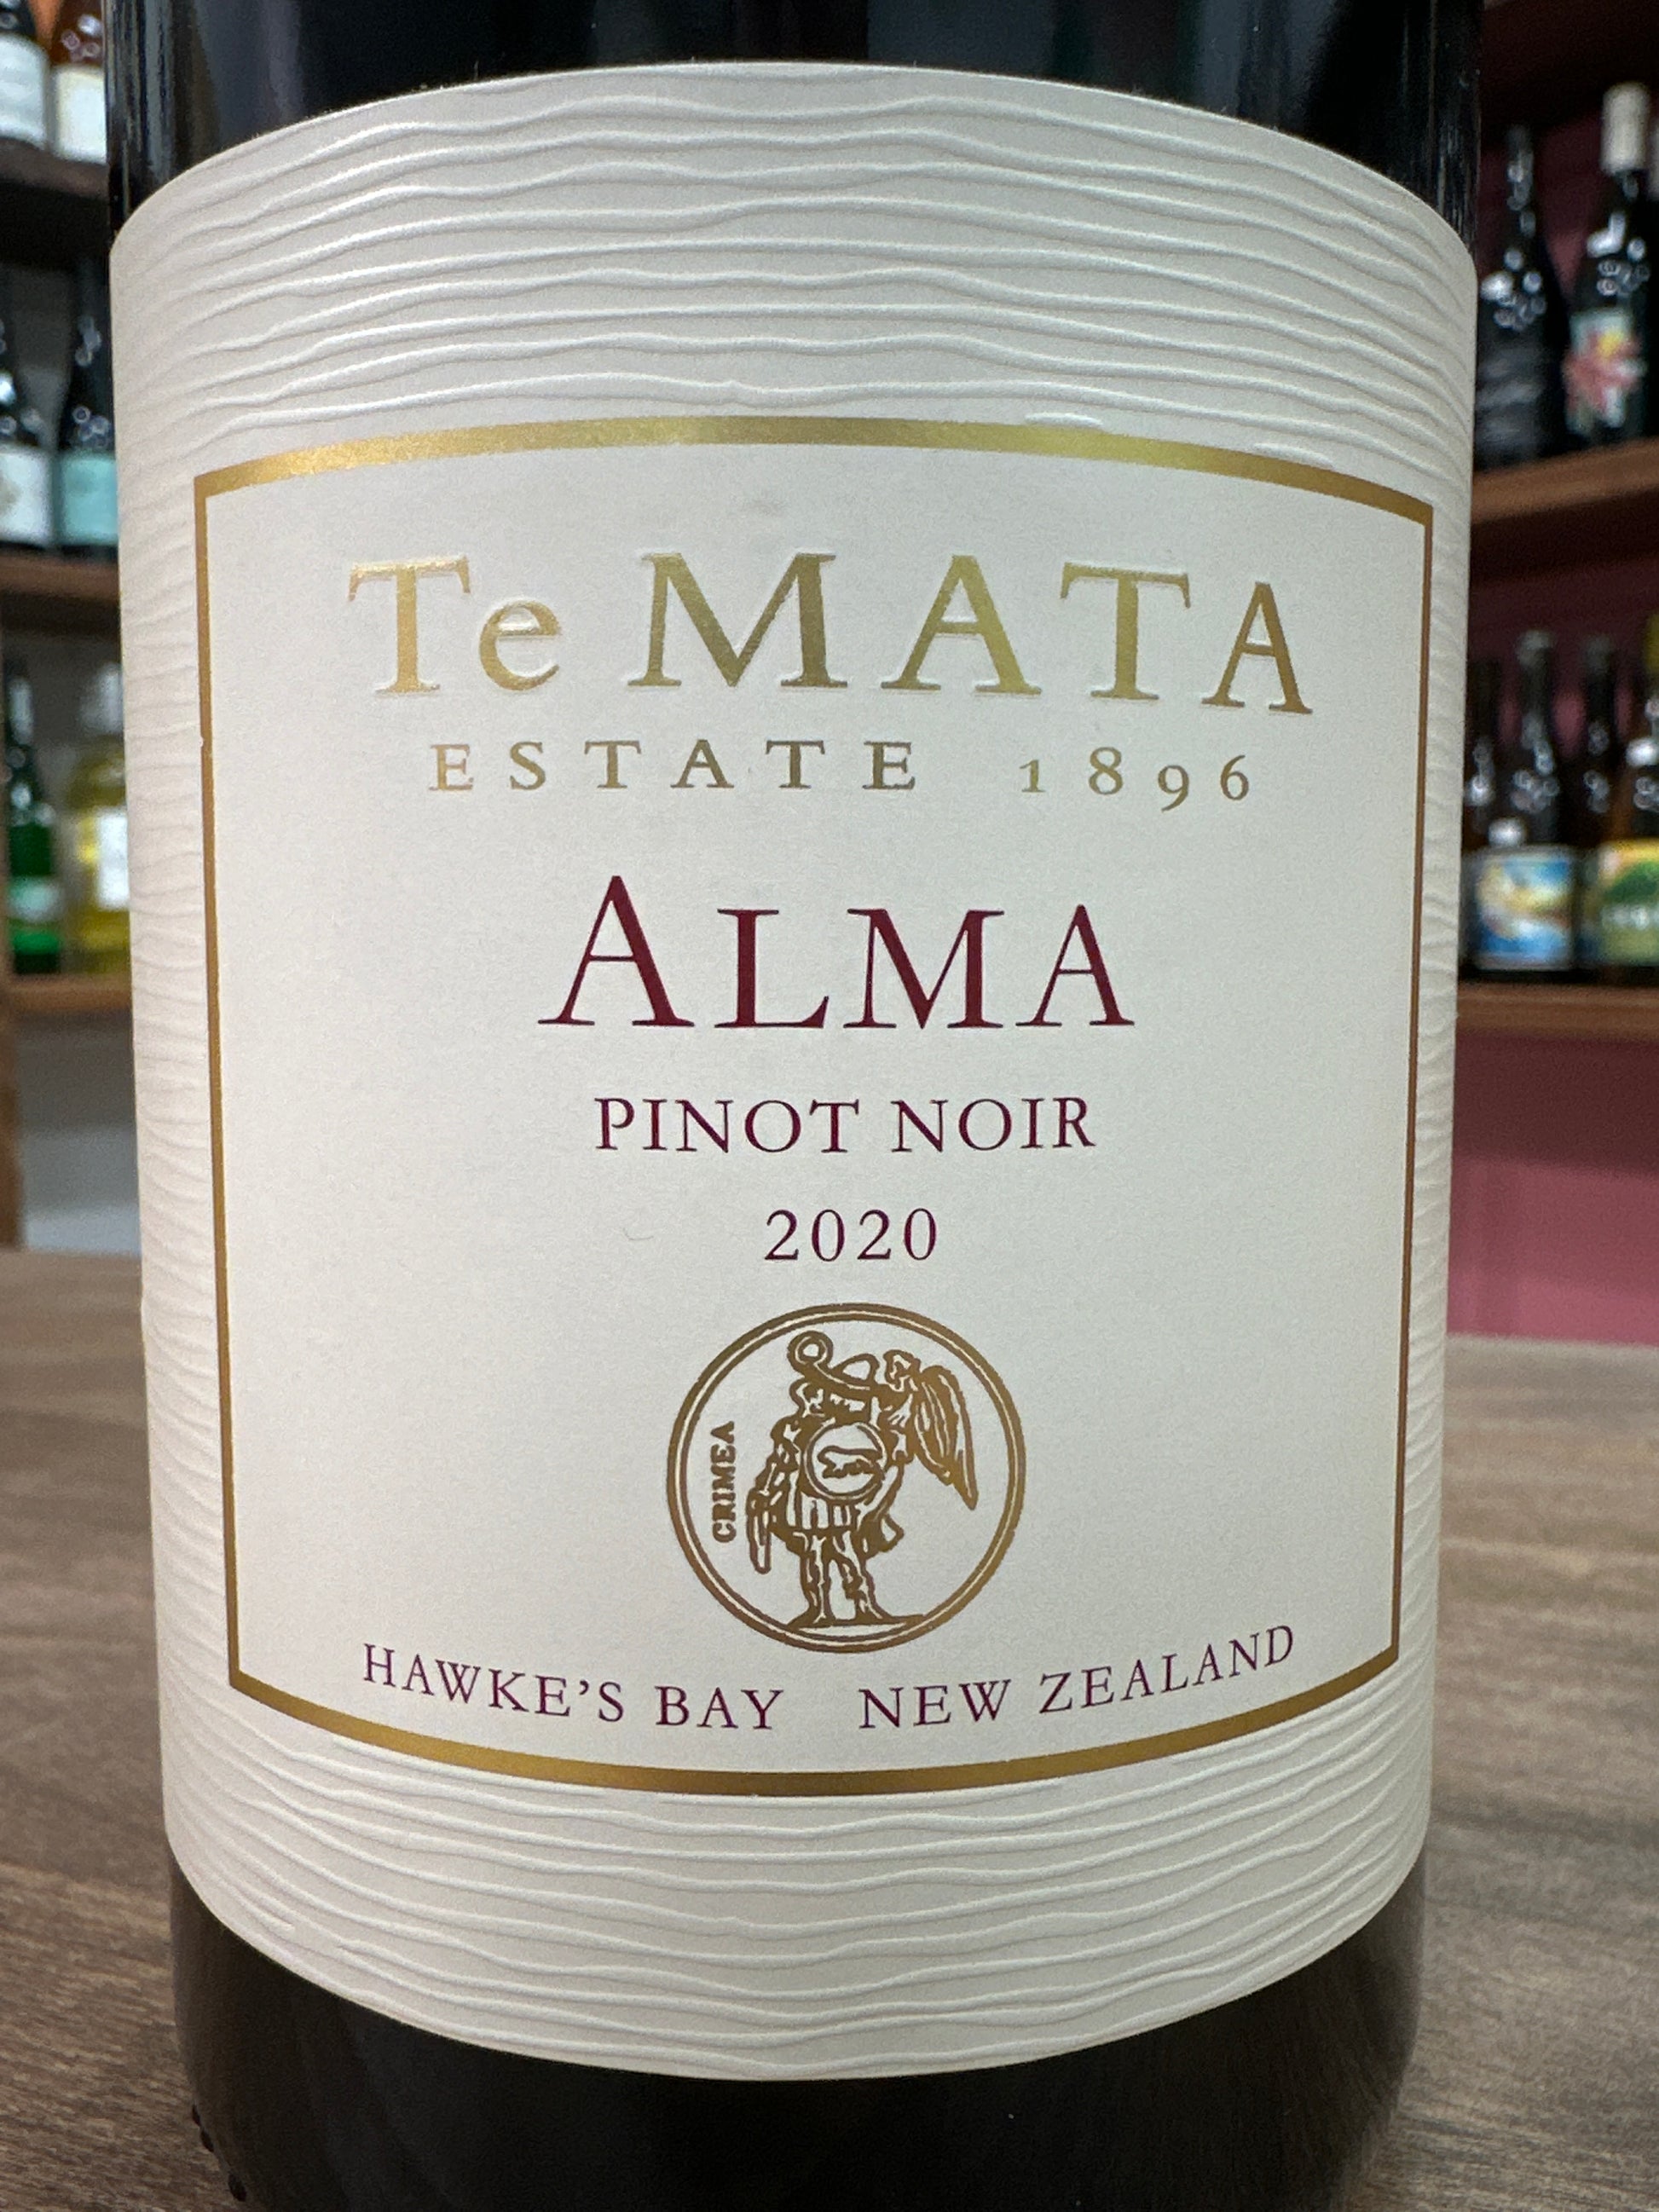 Te MATA
ESTATE 1896
ALMA
PINOT NOIR
2020
CRIMEA
HAWKE'S BAY NEW ZEALAND